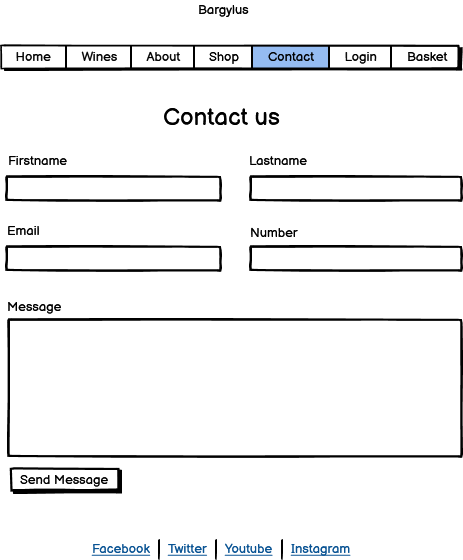 Bargylus
Home Wines About Shop Contact Login Basket
Contact us
Firstname Lastname
Email Number
Message
Send Message
Facebook | Twitter | Youtube | Instagram